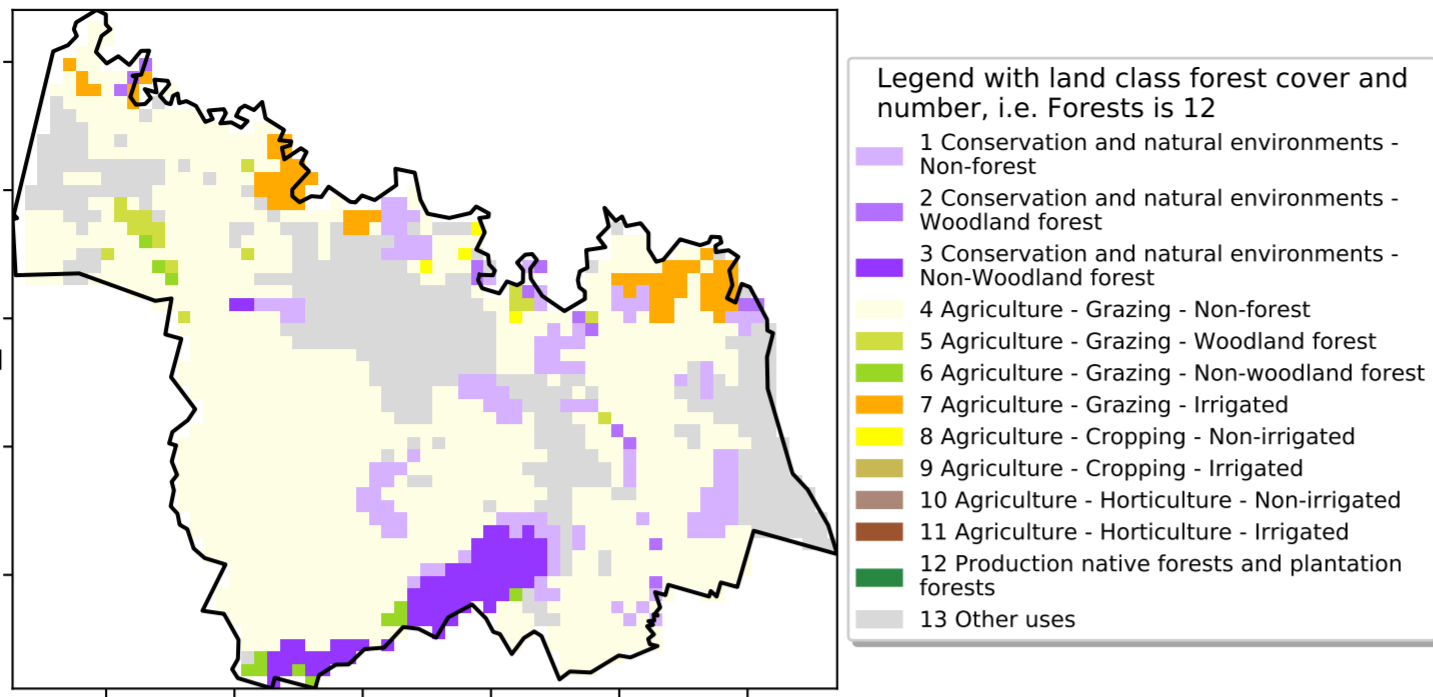 Legend with land class forest cover and
number, i.e. Forests is 12
1 Conservation and natural environments -
Non-forest
2 Conservation and natural environments -
Woodland forest
3 Conservation and natural environments -
Non-Woodland forest
4 Agriculture - Grazing - Non-forest
5 Agriculture - Grazing - Woodland forest
6 Agriculture - Grazing - Non-woodland forest
7 Agriculture - Grazing - Irrigated
8 Agriculture - Cropping - Non-irrigated
9 Agriculture - Cropping - Irrigated
10 Agriculture - Horticulture - Non-irrigated
11 Agriculture - Horticulture - Irrigated
12 Production native forests and plantation
forests
13 Other uses